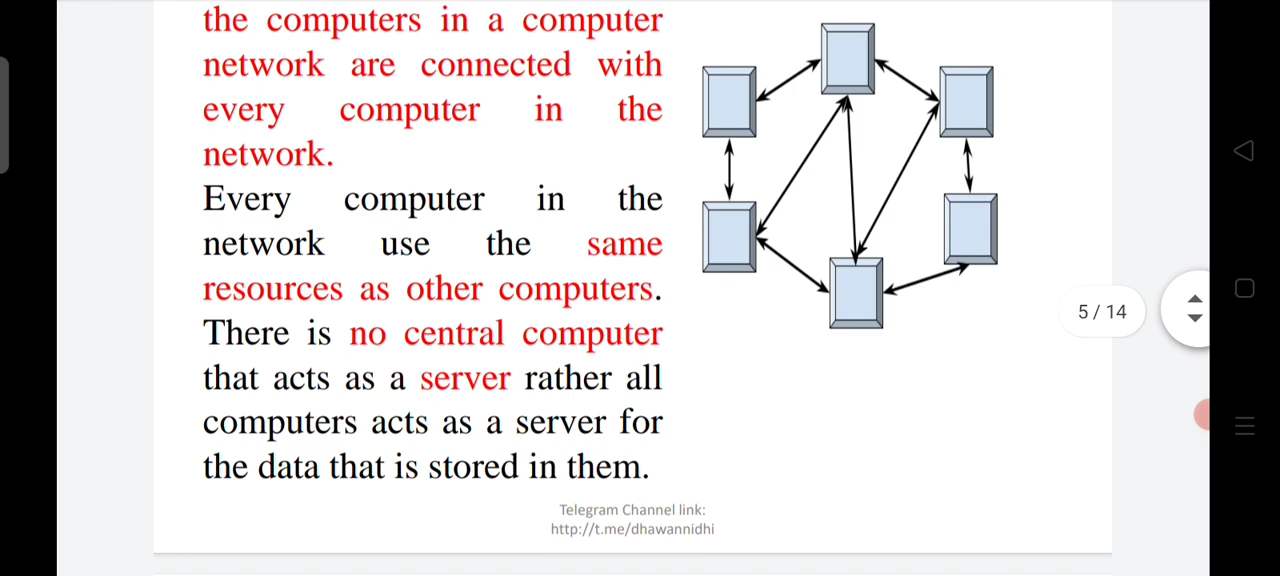 the computers in a computer
network are connected with
every computer in the
network.
Every computer in the
network use the same
resources as other computers.
There is no central computer
that acts as a server rather all
computers acts as a server for
the data that is stored in them.
5 / 14
Telegram Channel link:
http://t.me/dhawannidhi